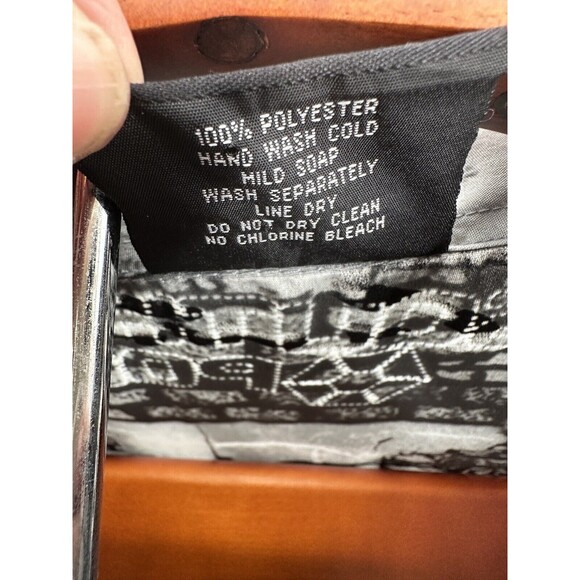 100% POLYESTER
HAND WASH COLD
MILD SOAP
WASH SEPARATELY
LINE DRY
DO NOT DRY CLEAN
NO CHLORINE BLEACH